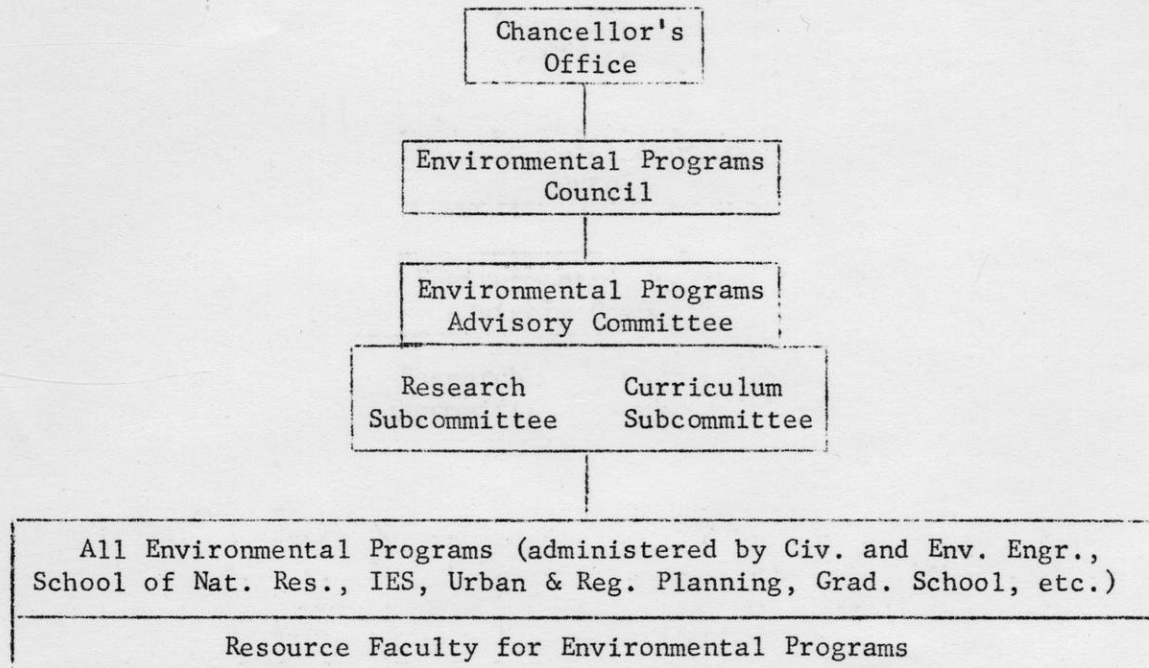 Chancellor's
Office
Environmental Programs
Council
Environmental Programs
Advisory Committee
Research Curriculum
Subcommittee Subcommittee
All Environmental Programs (administered by Civ. and Env. Engr.,
School of Nat. Res., IES, Urban & Reg. Planning, Grad. School, etc.)
Resource Faculty for Environmental Programs